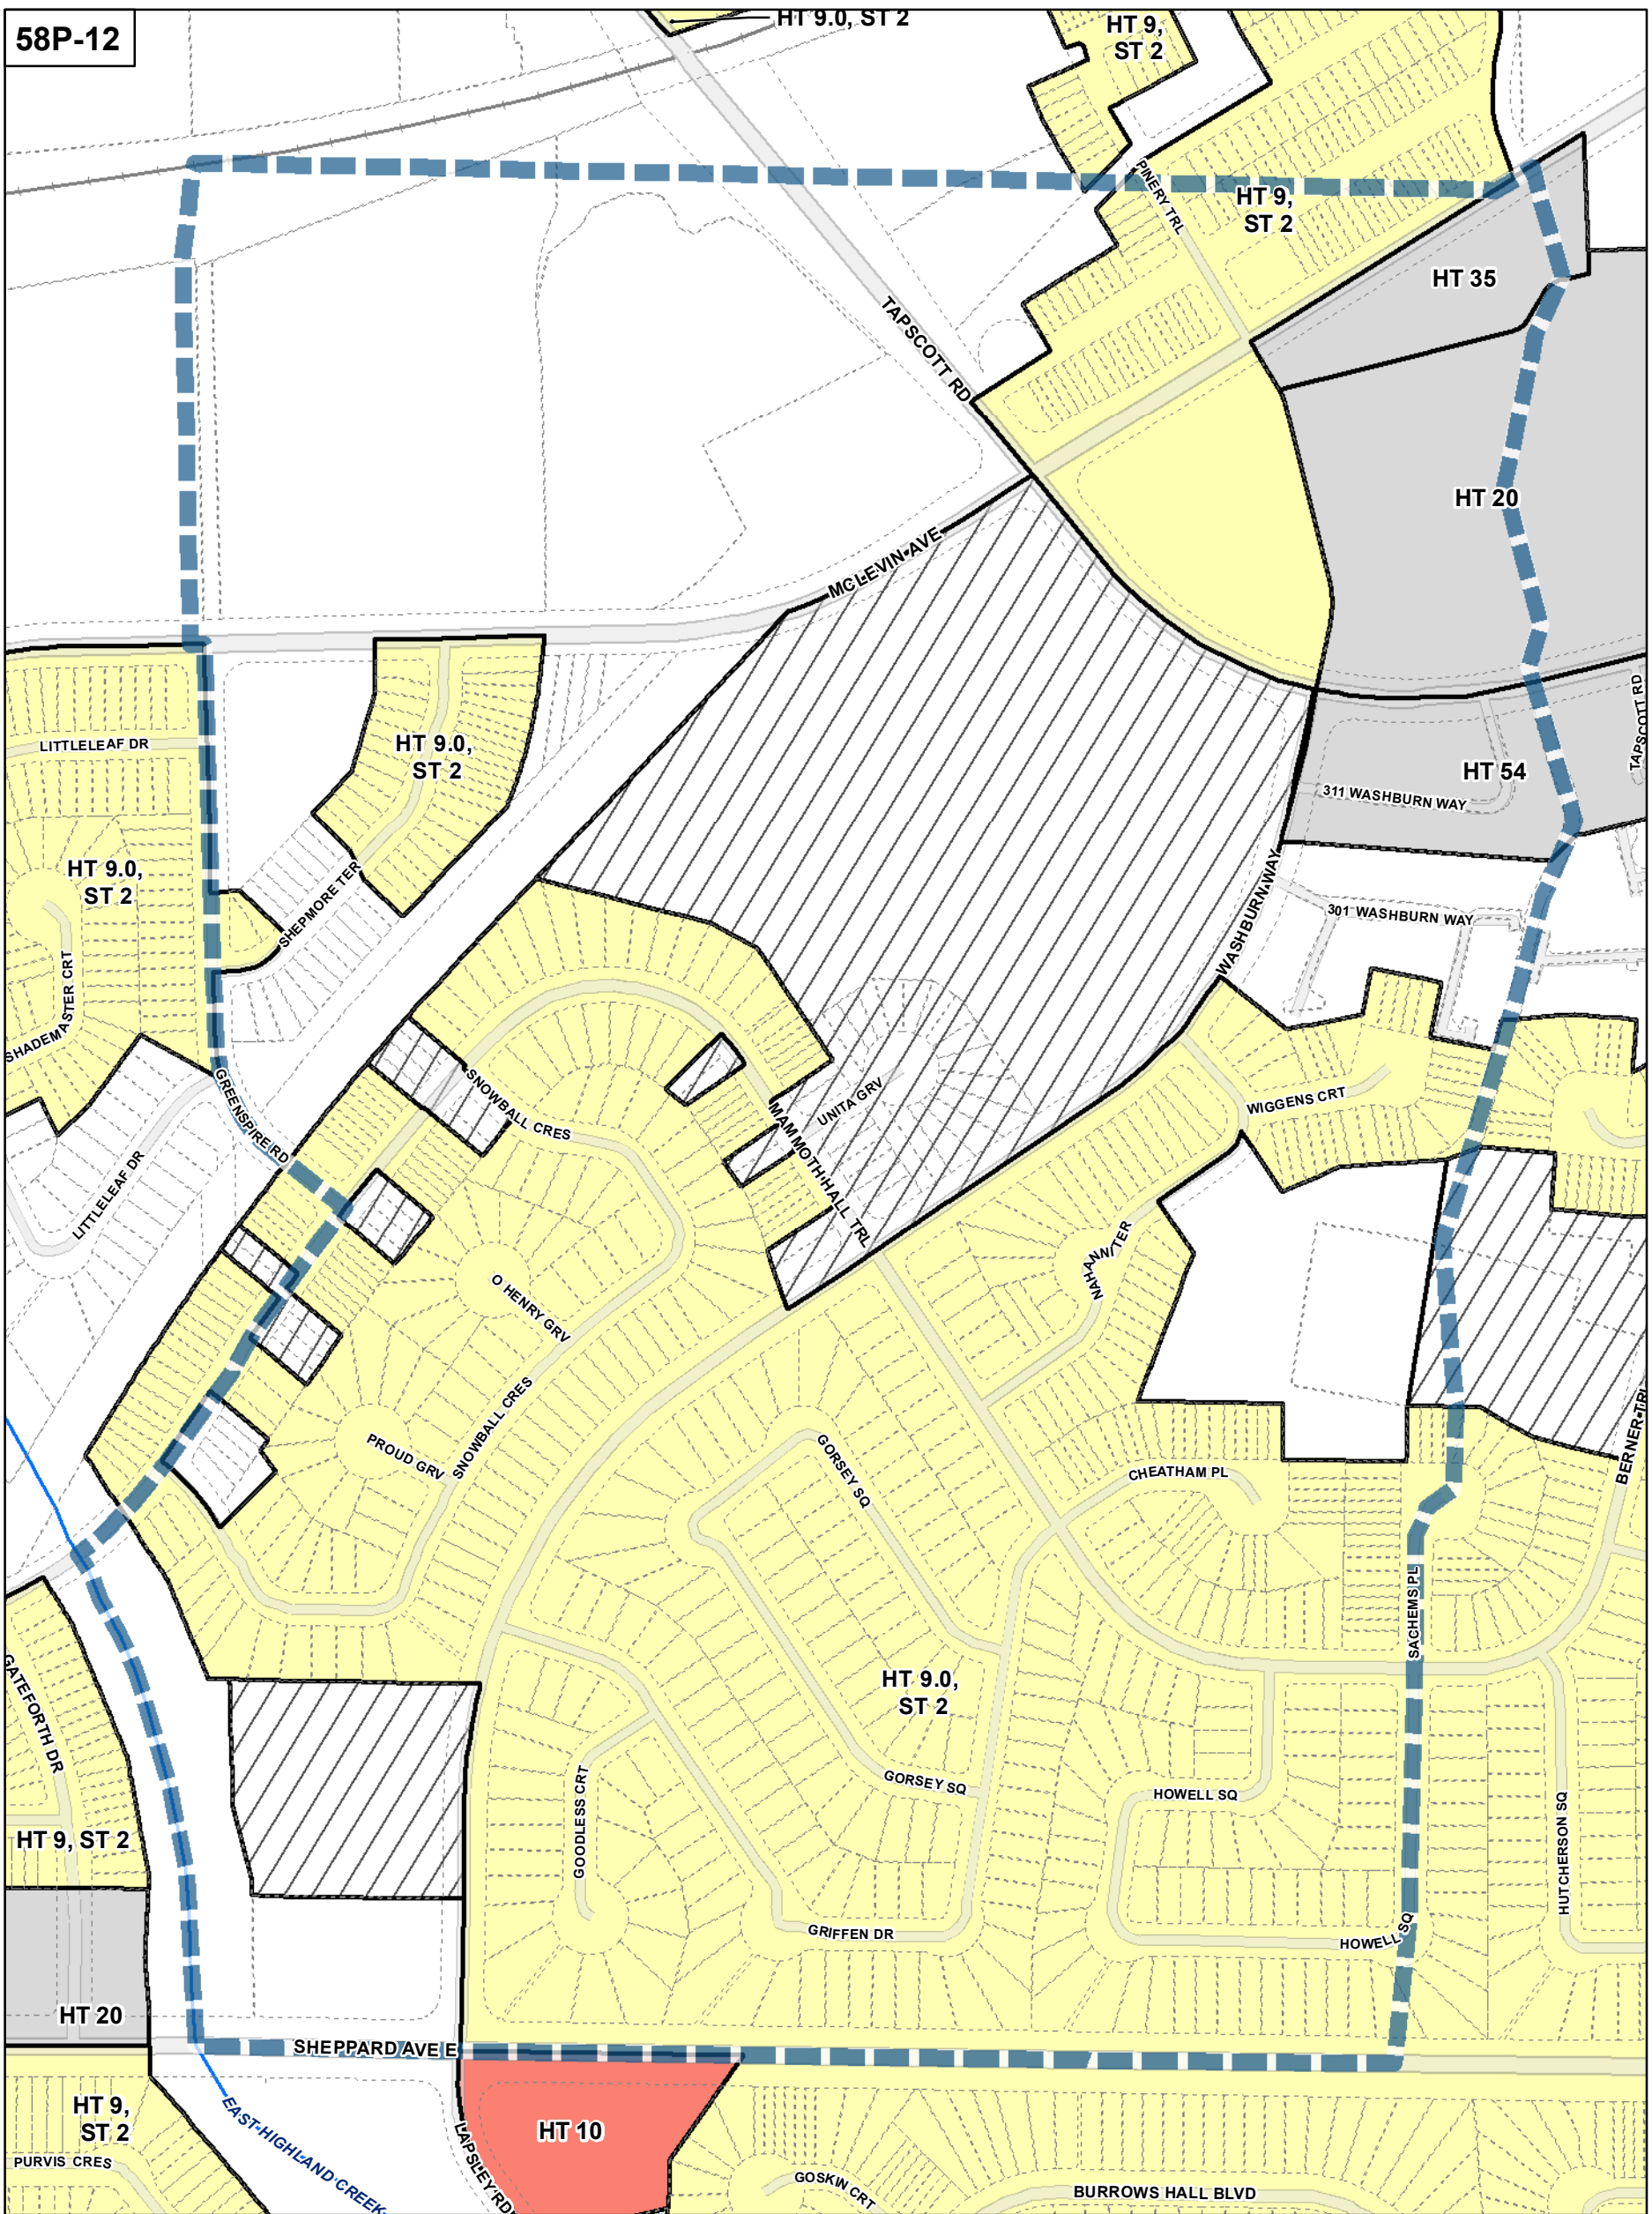 58P-12
HT 9.0, ST 2
HT 9,
ST 2
PINERY TRL
HT 9,
ST 2
HT 35
TAPSCOTT RD
HT 20
MCLEVIN AVE
LITTLELEAF DR
HT 9.0,
ST 2
HT 54
TAPSCOTT RD
311 WASHBURN WAY
HT 9.0,
ST 2
SHEPMORE TER
WASHBURN WAY
301 WASHBURN WAY
SHADEMASTER CRT
GREENSPIRE RD
SNOWBALL CRES
UNITA GRV
WIGGENS CRT
MAMMOTH HALL TRL
LITTLELEAF DR
NAHANNI TER
O HENRY GRV
SNOWBALL CRES
PROUD GRV
GORSEY SQ
CHEATHAM PL
BERNER TRL
SACHEMS PL
GATEFORTH DR
HT 9.0,
ST 2
GORSEY SQ
HOWELL SQ
GOODLESS CRT
HUTCHERSON SQ
HT 9, ST 2
GRIFFEN DR
HOWELL SQ
HT 20
SHEPPARD AVE E
HT 9,
ST 2
EAST HIGHLAND CREEK
LAPSLEY RD
HT 10
PURVIS CRES
GOSKIN CRT
BURROWS HALL BLVD